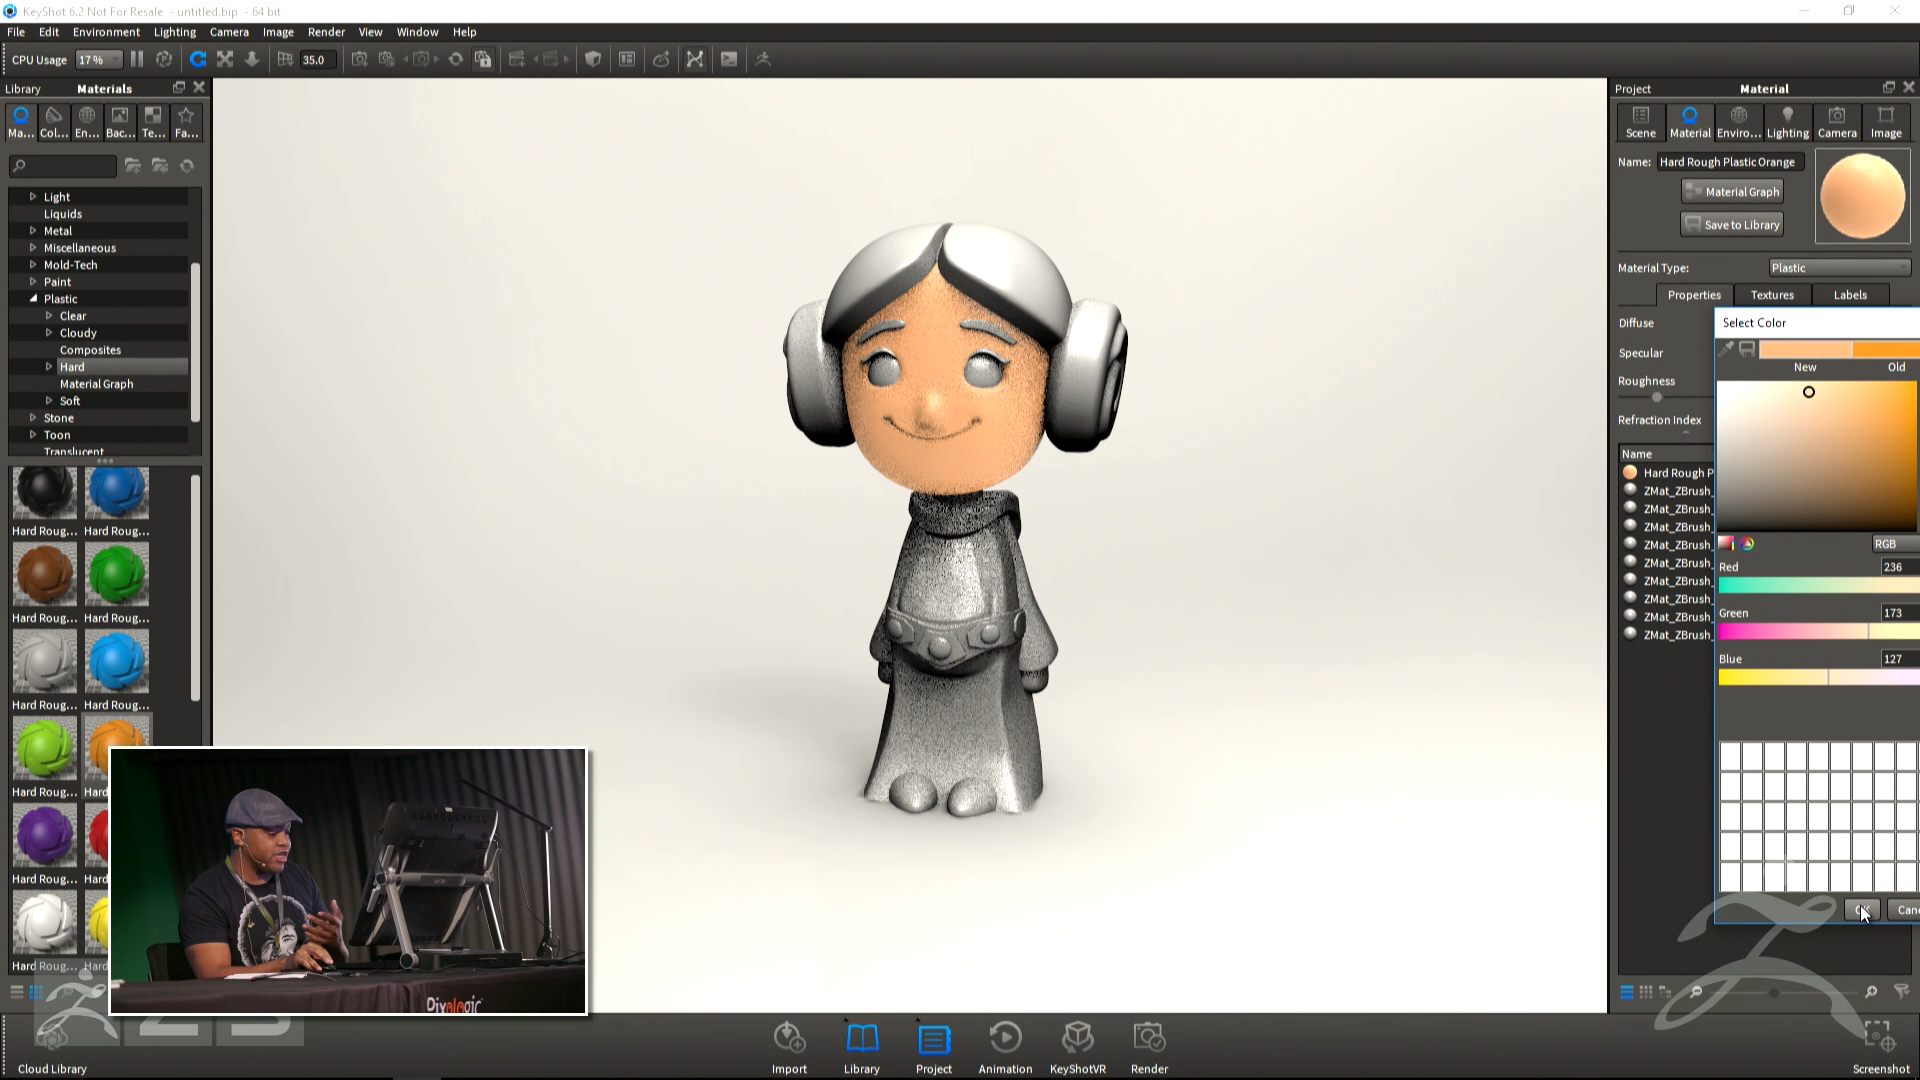 KeyShot 6.2 Not For Resale - untitled.bip - 64 bit
File Edit Environment Lighting Camera Image Render View Window Help
CPU Usage 17% 35.0
Library Materials
Ma... Col... En... Bac... Te... Fa...
Light
Liquids
Metal
Miscellaneous
Mold-Tech
Paint
Plastic
Clear
Cloudy
Composites
Hard
Material Graph
Soft
Stone
Toon
Translucent
Hard Roug... Hard Roug...
Hard Roug... Hard Roug...
Hard Roug... Hard Roug...
Hard Roug... Hard
Hard Roug... Hard
Hard Roug... Hard
Pixologic
Cloud Library
Import Library Project Animation KeyShotVR Render
Screenshot
Project Material
Scene Material Enviro... Lighting Camera Image
Name: Hard Rough Plastic Orange
Material Graph
Save to Library
Material Type: Plastic
Properties Textures Labels
Diffuse
Specular
Roughness
Refraction Index
Name
Hard Rough P
ZMat_ZBrush_
ZMat_ZBrush_
ZMat_ZBrush_
ZMat_ZBrush_
ZMat_ZBrush_
ZMat_ZBrush_
ZMat_ZBrush_
ZMat_ZBrush_
ZMat_ZBrush_
Select Color
New Old
RGB
Red 236
Green 173
Blue 127
OK Canc